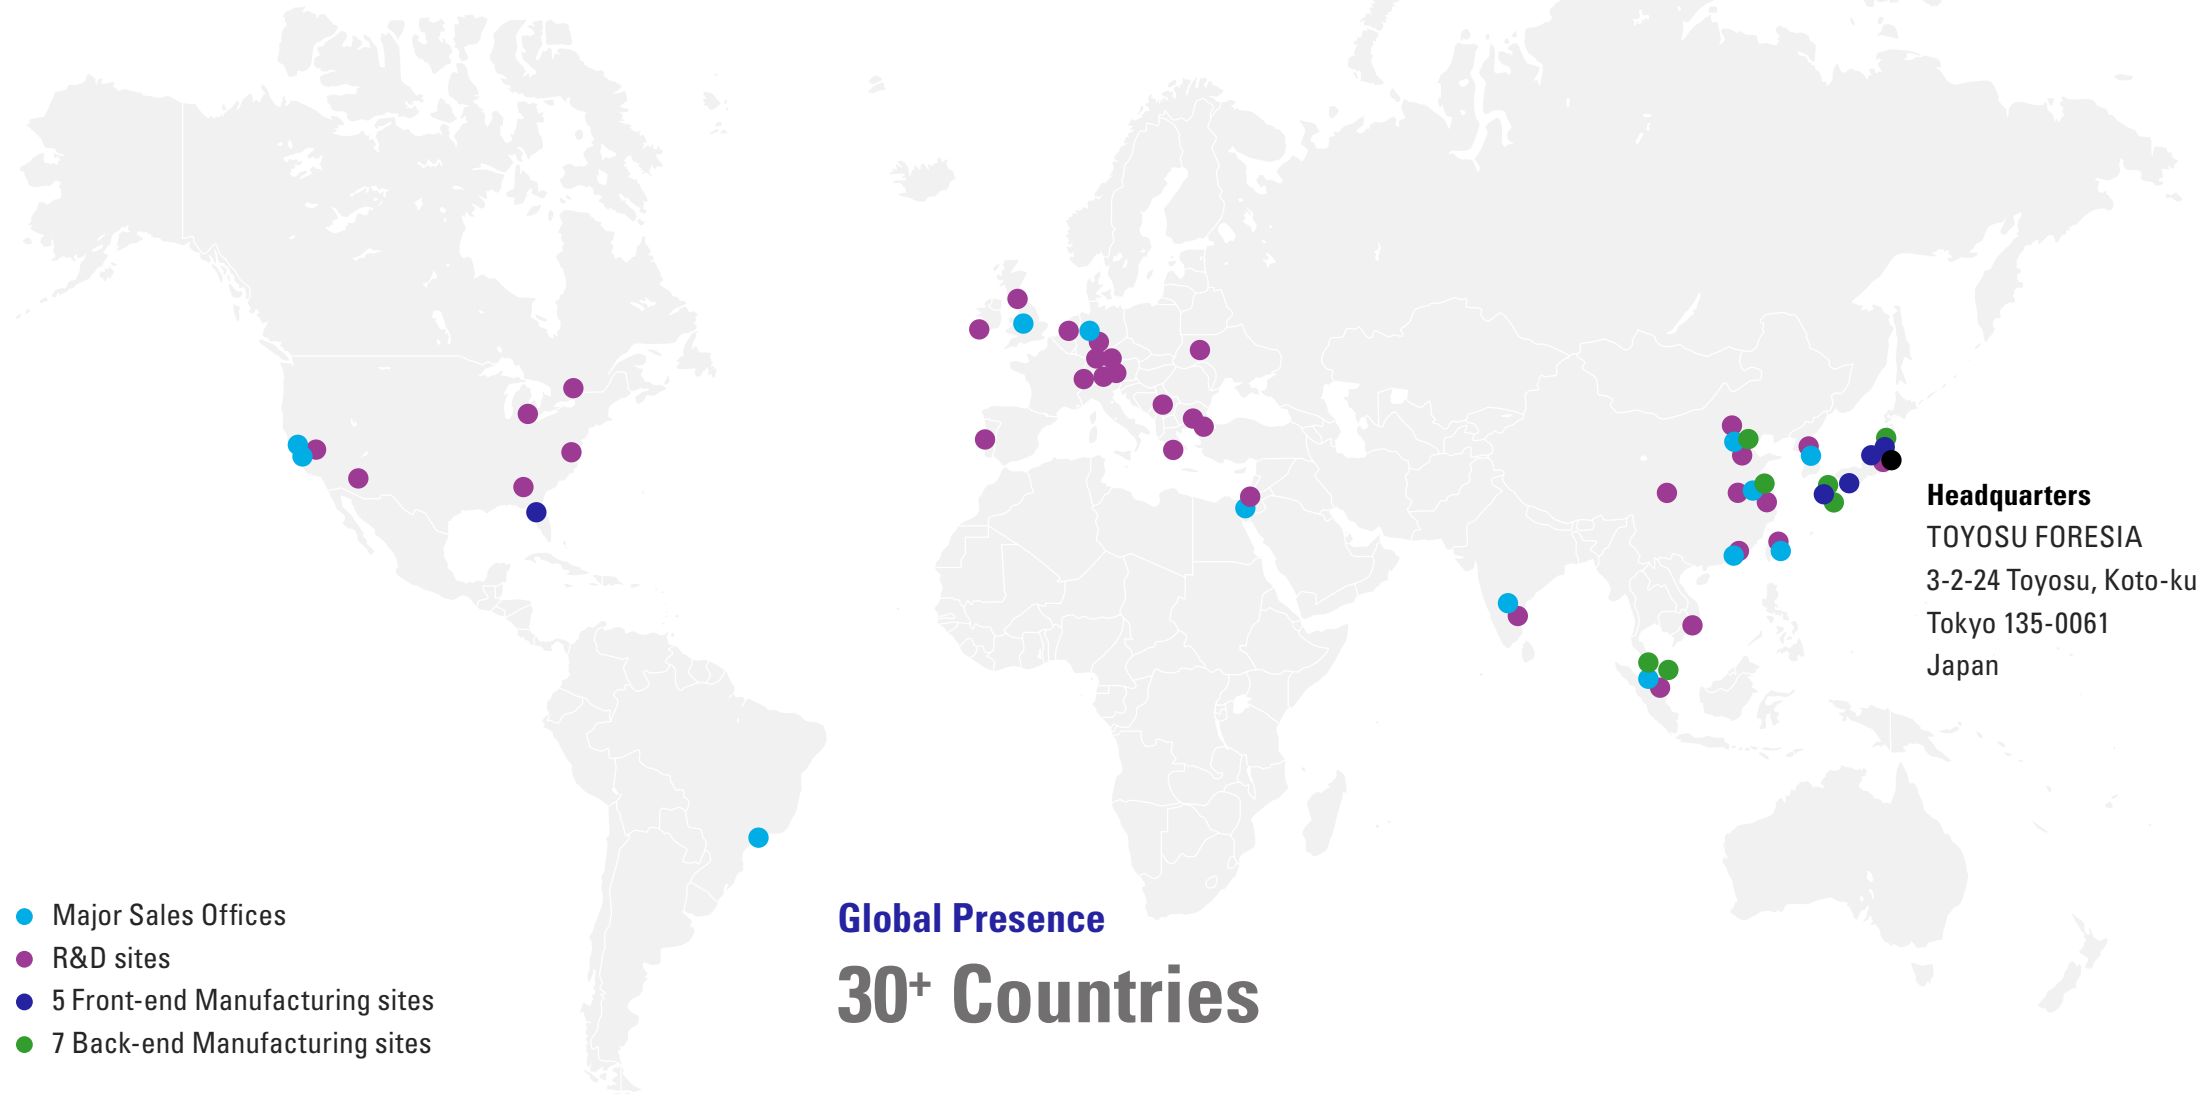 Headquarters
TOYOSU FORESIA
3-2-24 Toyosu, Koto-ku
Tokyo 135-0061
Japan
Major Sales Offices
R&D sites
5 Front-end Manufacturing sites
7 Back-end Manufacturing sites
Global Presence
30+ Countries